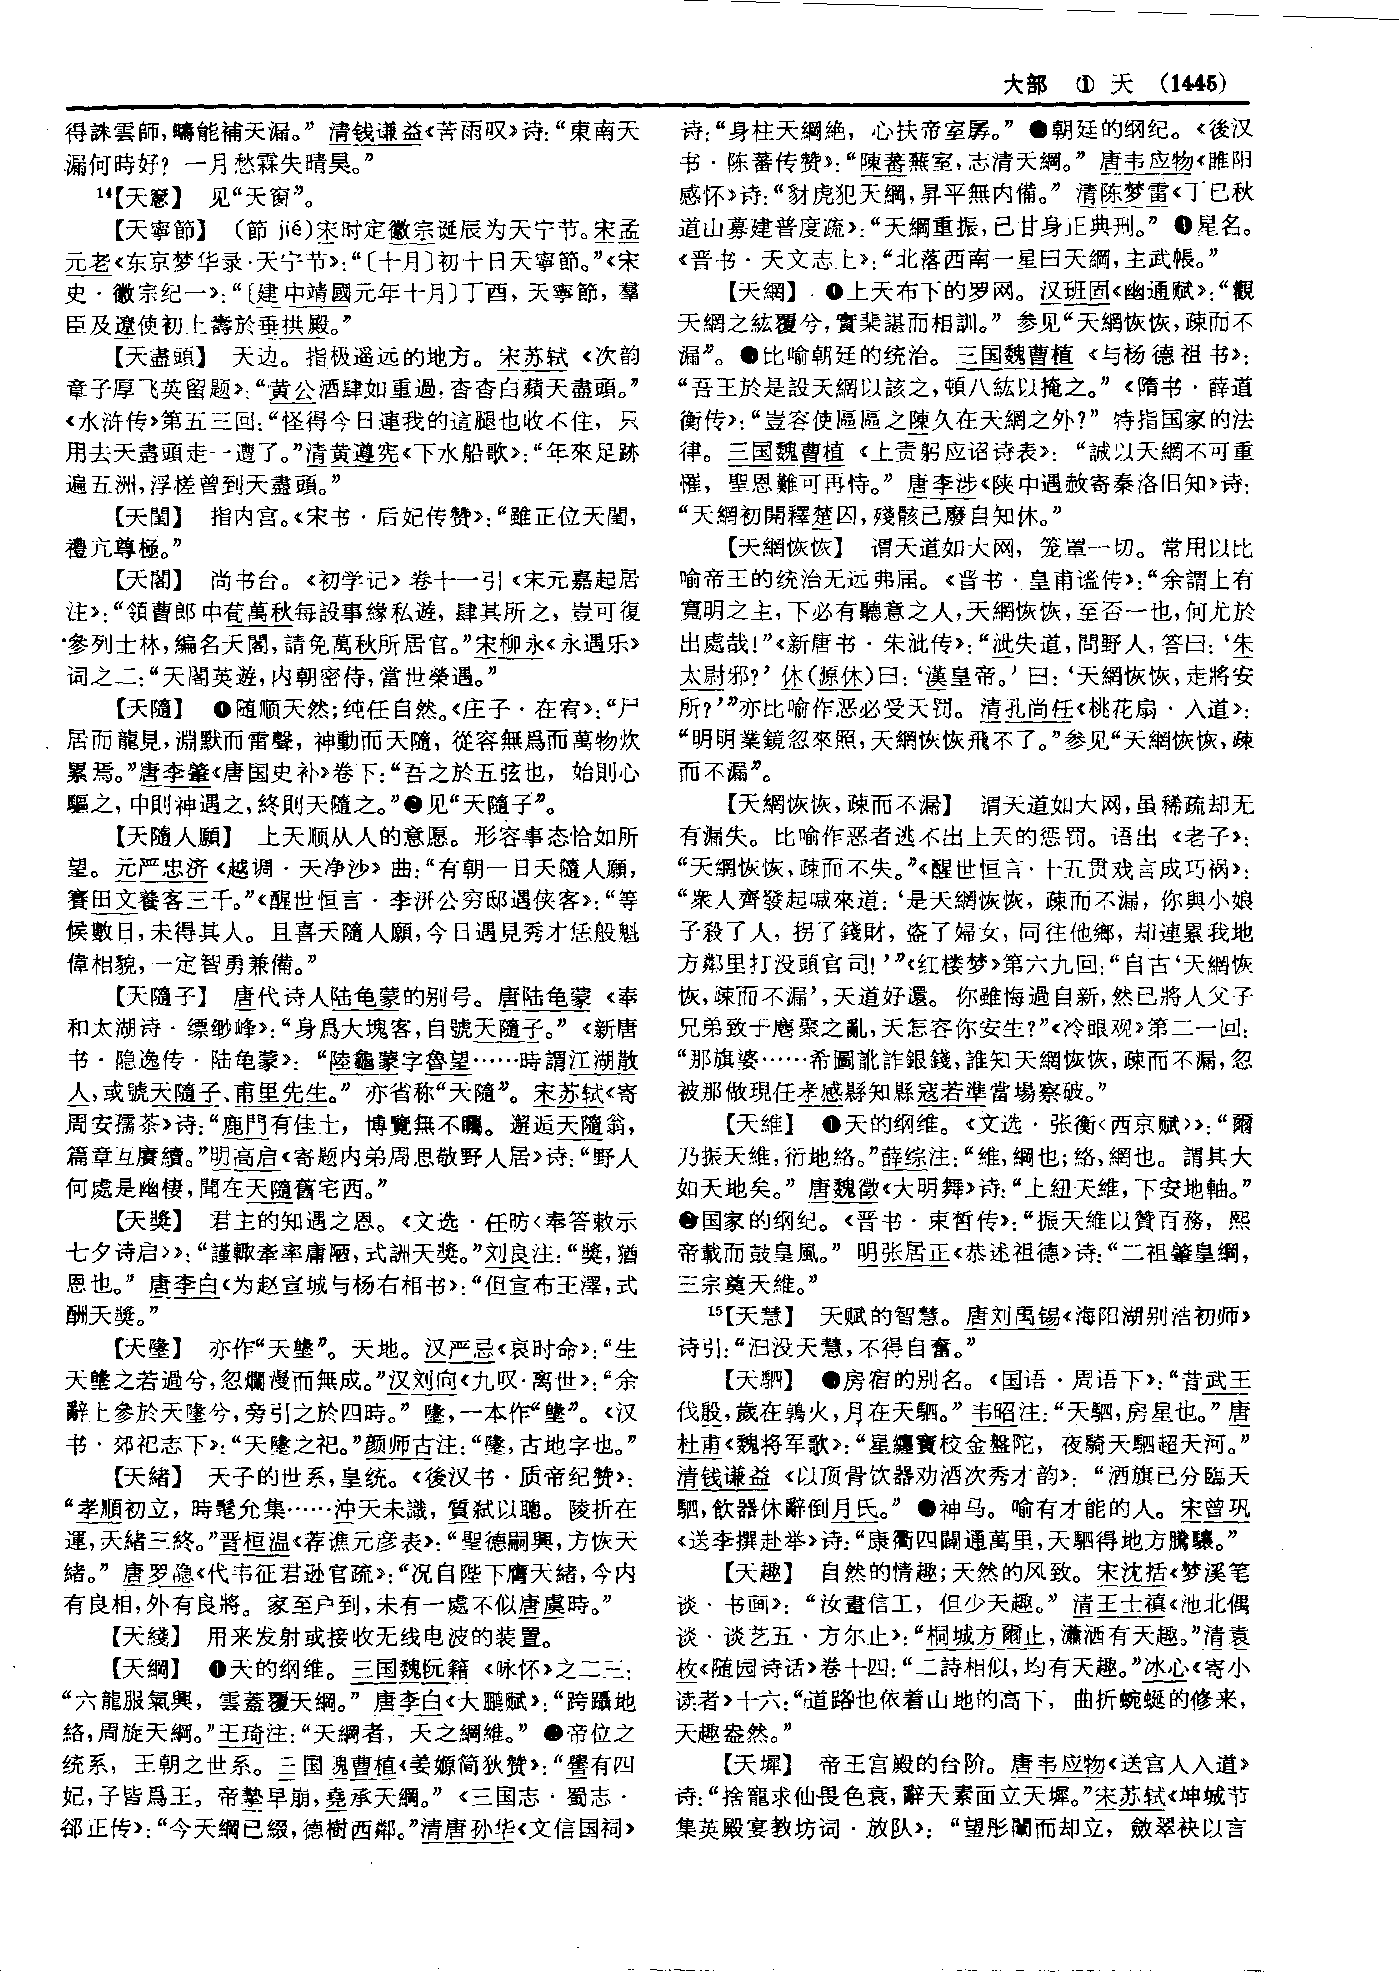 大部 ① 天 (1445)
得誅雲師,疇能補天漏。”清钱谦益《苦雨叹》诗:“東南天
漏何時好?一月愁霖失晴昊。”
14【天窻】 见“天窗”。
【天寧節】 (節 jié)宋时定徽宗诞辰为天宁节。宋孟
元老《东京梦华录·天宁节》:“〔十月〕初十日天寧節。”《宋
史·徽宗纪一》:“〔建中靖國元年十月〕丁酉,天寧節,羣
臣及遼使初上壽於垂拱殿。”
【天盡頭】 天边。指极遥远的地方。宋苏轼《次韵
章子厚飞英留题》:“黄公酒肆如重過,杳杳白蘋天盡頭。”
《水浒传》第五三回:“怪得今日連我的這腿也收不住,只
用去天盡頭走一遭了。”清黄遵宪《下水船歌》:“年來足跡
遍五洲,浮槎曾到天盡頭。”
【天闺】 指内宫。《宋书·后妃传赞》:“雖正位天閨,
禮亢尊極。”
【天閣】 尚书台。《初学记》卷十一引《宋元嘉起居
注》:“領曹郎中荀萬秋每設事緣私遊,肆其所之,豈可復
參列士林,編名天閣,請免萬秋所居官。”宋柳永《永遇乐》
词之二:“天閣英遊,内朝密侍,當世榮遇。”
【天隨】 ❶随顺天然;纯任自然。《庄子·在宥》:“尸
居而龍見,淵默而雷聲,神動而天隨,從容無爲而萬物炊
累焉。”唐李肇《唐国史补》卷下:“吾之於五弦也,始則心
驅之,中則神遇之,終則天隨之。”❷见“天隨子”。
【天隨人願】 上天顺从人的意愿。形容事态恰如所
望。元严忠济《越调·天净沙》曲:“有朝一日天隨人願,
賽田文養客三千。”《醒世恒言·李汧公穷邸遇侠客》:“等
候數日,未得其人。且喜天隨人願,今日遇見秀才恁般魁
偉相貌,一定智勇兼備。”
【天隨子】 唐代诗人陆龟蒙的别号。唐陆龟蒙《奉
和太湖诗·缥缈峰》:“身爲大塊客,自號天隨子。”《新唐
书·隐逸传·陆龟蒙》:“陸龜蒙字魯望……時謂江湖散
人,或號天隨子、甫里先生。”亦省称“天隨”。宋苏轼《寄
周安孺茶》诗:“鹿門有佳士,博覽無不矚。邂逅天隨翁,
篇章互賡續。”明高启《寄题内弟周思敬野人居》诗:“野人
何處是幽棲,聞在天隨舊宅西。”
【天奬】 君主的知遇之恩。《文选·任昉〈奉答敕示
七夕诗启〉》:“謹輙牽率庸陋,式詶天奬。”刘良注:“奬,猶
恩也。”唐李白《为赵宣城与杨右相书》:“但宣布王澤,式
酬天奬。”
【天墬】 亦作“天墜”。天地。汉严忌《哀时命》:“生
天墬之若過兮,忽爛漫而無成。”汉刘向《九叹·离世》:“余
辭上參於天墬兮,旁引之於四時。”墬,一本作“墜”。《汉
书·郊祀志下》:“天墬之祀。”颜师古注:“墬,古地字也。”
【天緒】 天子的世系,皇统。《後汉书·质帝纪赞》:
“孝順初立,時髦允集……沖天未識,質弑以聰。陵折在
運,天緒三終。”晋桓温《荐谯元彦表》:“聖德嗣興,方恢天
緒。”唐罗隐《代韦征君逊官疏》:“况自陛下膺天緒,今内
有良相,外有良將。家至户到,未有一處不似唐虞時。”
【天綫】 用来发射或接收无线电波的装置。
【天綱】 ❶天的纲维。三国魏阮籍《咏怀》之二三:
“六龍服氣輿,雲蓋覆天綱。”唐李白《大鹏赋》:“跨躡地
絡,周旋天綱。”王琦注:“天綱者,天之綱維。”❷帝位之
统系,王朝之世系。三国魏曹植《姜嫄简狄赞》:“嚳有四
妃,子皆爲王。帝摯早崩,堯承天綱。”《三国志·蜀志·
郤正传》:“今天綱已綴,德樹西鄰。”清唐孙华《文信国祠》
诗:“身柱天綱絶,心扶帝室孱。”❸朝廷的纲纪。《後汉
书·陈蕃传赞》:“陳蕃蕪室,志清天綱。”唐韦应物《睢阳
感怀》诗:“豺虎犯天綱,昇平無内備。”清陈梦雷《丁巳秋
道山募建普度疏》:“天綱重振,已甘身正典刑。”❹星名。
《晋书·天文志上》:“北落西南一星曰天綱,主武帳。”
【天網】 ❶上天布下的罗网。汉班固《幽通赋》:“觀
天網之紘覆兮,實棐諶而相訓。”参见“天網恢恢,疎而不
漏”。❷比喻朝廷的统治。三国魏曹植《与杨德祖书》:
“吾王於是設天網以該之,頓八紘以掩之。”《隋书·薛道
衡传》:“豈容使區區之陳久在天網之外?”特指国家的法
律。三国魏曹植《上责躬应诏诗表》:“誠以天網不可重
罹,聖恩難可再恃。”唐李涉《陕中遇赦寄秦洛旧知》诗:
“天網初開釋楚囚,殘骸已廢自知休。”
【天網恢恢】 谓天道如大网,笼罩一切。常用以比
喻帝王的统治无远弗届。《晋书·皇甫谧传》:“余謂上有
寬明之主,下必有聽意之人,天網恢恢,至否一也,何尤於
出處哉!”《新唐书·朱泚传》:“泚失道,問野人,答曰:‘朱
太尉邪?’休(源休)曰:‘漢皇帝。’曰:‘天網恢恢,走將安
所?’”亦比喻作恶必受天罚。清孔尚任《桃花扇·入道》:
“明明業鏡忽來照,天網恢恢飛不了。”参见“天網恢恢,疎
而不漏”。
【天網恢恢,疎而不漏】 谓天道如大网,虽稀疏却无
有漏失。比喻作恶者逃不出上天的惩罚。语出《老子》:
“天網恢恢,疎而不失。”《醒世恒言·十五贯戏言成巧祸》:
“衆人齊發起喊來道:‘是天網恢恢,疎而不漏,你與小娘
子殺了人,拐了錢財,盗了婦女,同往他鄉,却連累我地
方鄰里打没頭官司!’”《红楼梦》第六九回:“自古‘天網恢
恢,疎而不漏’,天道好還。你雖悔過自新,然已將人父子
兄弟致于麀聚之亂,天怎容你安生?”《冷眼观》第二一回:
“那旗婆……希圖訛詐銀錢,誰知天網恢恢,疎而不漏,忽
被那做現任孝感縣知縣寇若準當場察破。”
【天維】 ❶天的纲维。《文选·张衡〈西京赋〉》:“爾
乃振天維,衍地絡。”薛综注:“維,綱也;絡,網也。謂其大
如天地矣。”唐魏徵《大明舞》诗:“上紐天維,下安地軸。”
❷国家的纲纪。《晋书·束晳传》:“振天維以贊百務,熙
帝載而鼓皇風。”明张居正《恭述祖德》诗:“二祖肇皇綱,
三宗奠天維。”
15【天慧】 天赋的智慧。唐刘禹锡《海阳湖别浩初师》
诗引:“汩没天慧,不得自奮。”
【天駟】 ❶房宿的别名。《国语·周语下》:“昔武王
伐殷,歲在鶉火,月在天駟。”韦昭注:“天駟,房星也。”唐
杜甫《魏将军歌》:“星纏寶校金盤陀,夜騎天駟超天河。”
清钱谦益《以顶骨饮器劝酒次秀才韵》:“酒旗已分臨天
駟,飲器休辭倒月氏。”❷神马。喻有才能的人。宋曾巩
《送李撰赴举》诗:“康衢四闢通萬里,天駟得地方騰驤。”
【天趣】 自然的情趣;天然的风致。宋沈括《梦溪笔
谈·书画》:“汝畫信工,但少天趣。”清王士禛《池北偶
谈·谈艺五·方尔止》:“桐城方爾止,瀟洒有天趣。”清袁
枚《随园诗话》卷十四:“二詩相似,均有天趣。”冰心《寄小
读者》十六:“道路也依着山地的高下,曲折蜿蜒的修来,
天趣盎然。”
【天墀】 帝王宫殿的台阶。唐韦应物《送宫人入道》
诗:“捨寵求仙畏色衰,辭天素面立天墀。”宋苏轼《坤城节
集英殿宴教坊词·放队》:“望彤闈而却立,斂翠袂以言